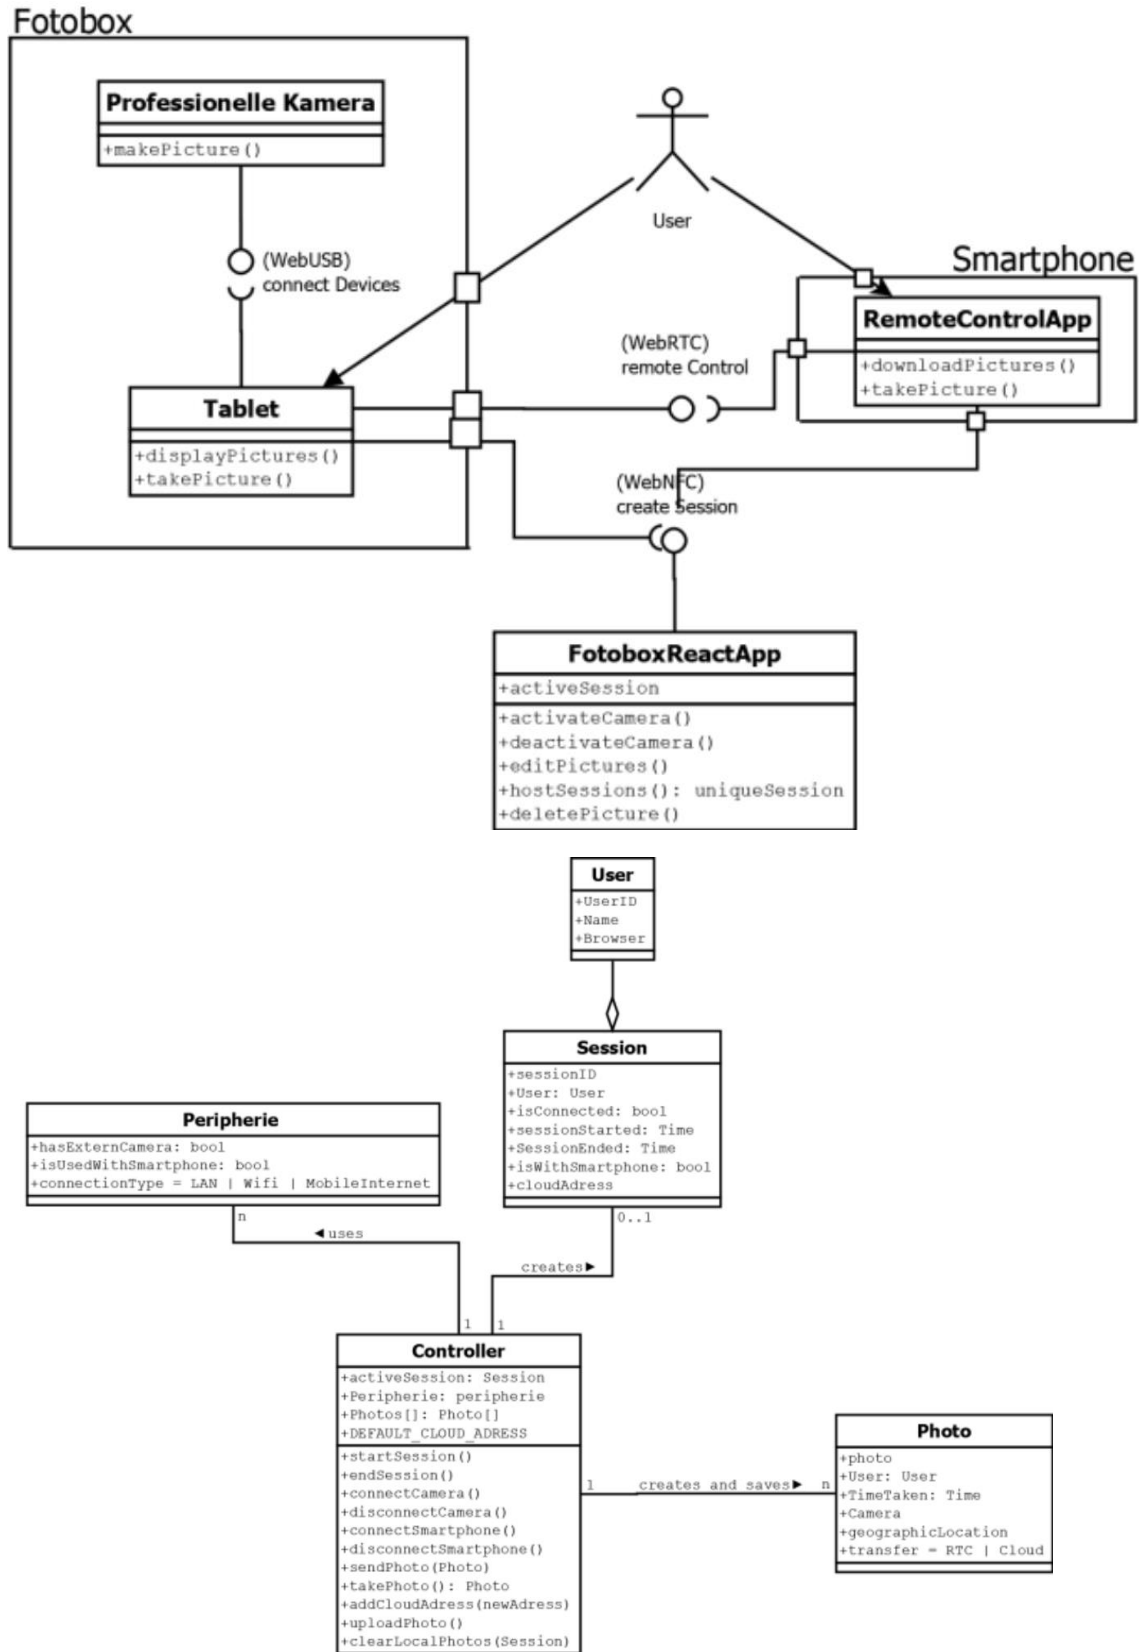 Fotobox
Professionelle Kamera
+makePicture()
(WebUSB)
connect Devices
User
Smartphone
RemoteControlApp
+downloadPictures()
+takePicture()
(WebRTC)
remote Control
Tablet
+displayPictures()
+takePicture()
(WebNFC)
create Session
FotoboxReactApp
+activeSession
+activateCamera()
+deactivateCamera()
+editPictures()
+hostSessions(): uniqueSession
+deletePicture()
User
+UserID
+Name
+Browser
Session
+sessionID
+User: User
+isConnected: bool
+sessionStarted: Time
+SessionEnded: Time
+isWithSmartphone: bool
+cloudAdress
Peripherie
+hasExternCamera: bool
+isUsedWithSmartphone: bool
+connectionType = LAN | Wifi | MobileInternet
n
◄uses
0..1
creates►
1
1
Controller
+activeSession: Session
+Peripherie: peripherie
+Photos[]: Photo[]
+DEFAULT_CLOUD_ADRESS
+startSession()
+endSession()
+connectCamera()
+disconnectCamera()
+connectSmartphone()
+disconnectSmartphone()
+sendPhoto(Photo)
+takePhoto(): Photo
+addCloudAdress(newAdress)
+uploadPhoto()
+clearLocalPhotos(Session)
1
creates and saves►
n
Photo
+photo
+User: User
+TimeTaken: Time
+Camera
+geographicLocation
+transfer = RTC | Cloud